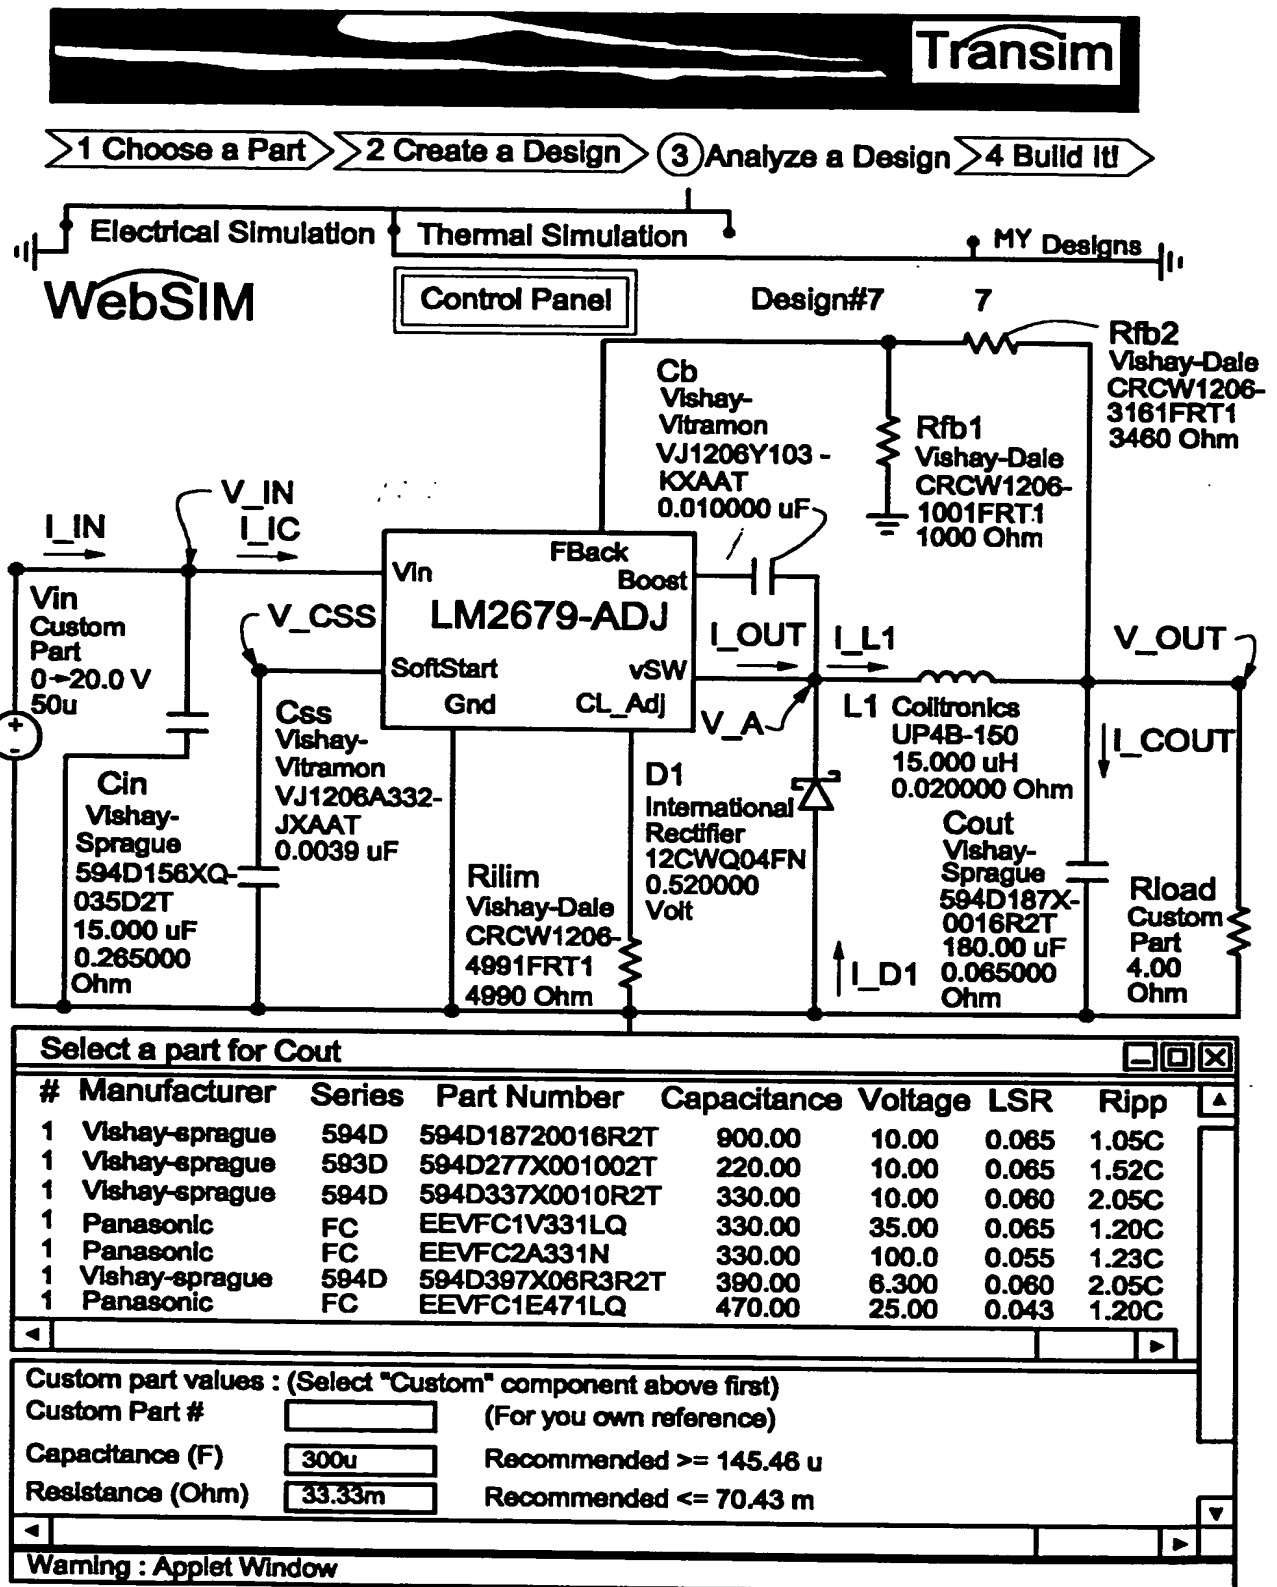 Transim
1 Choose a Part 2 Create a Design 3 Analyze a Design 4 Build It!
Electrical Simulation Thermal Simulation
MY Designs
WebSIM
Control Panel
Design#7 7
Rfb2
Vishay-Dale
CRCW1206-
3161FRT1
3460 Ohm
Cb
Vishay-
Vitramon
VJ1206Y103 -
KXAAT
0.010000 uF
Rfb1
Vishay-Dale
CRCW1206-
1001FRT1
1000 Ohm
V_IN
I_IN
I_IC
Vin
Custom
Part
0→20.0 V
50u
+
-
V_CSS
Vin
FBack
Boost
LM2679-ADJ
SoftStart
vSW
Gnd
CL_Adj
I_OUT
I_L1
V_OUT
V_A
L1 Coiltronics
UP4B-150
15.000 uH
0.020000 Ohm
I_COUT
Css
Vishay-
Vitramon
VJ1206A332-
JXAAT
0.0039 uF
Cin
Vishay-
Sprague
594D156XQ-
035D2T
15.000 uF
0.265000
Ohm
D1
International
Rectifier
12CWQ04FN
0.520000
Volt
Rilim
Vishay-Dale
CRCW1206-
4991FRT1
4990 Ohm
I_D1
Cout
Vishay-
Sprague
594D187X-
0016R2T
180.00 uF
0.065000
Ohm
Rload
Custom
Part
4.00
Ohm
Select a part for Cout
# Manufacturer Series Part Number Capacitance Voltage LSR Ripp
1 Vishay-sprague 594D 594D18720016R2T 900.00 10.00 0.065 1.05C
1 Vishay-sprague 593D 594D277X001002T 220.00 10.00 0.065 1.52C
1 Vishay-sprague 594D 594D337X0010R2T 330.00 10.00 0.060 2.05C
1 Panasonic FC EEVFC1V331LQ 330.00 35.00 0.065 1.20C
1 Panasonic FC EEVFC2A331N 330.00 100.0 0.055 1.23C
1 Vishay-sprague 594D 594D397X06R3R2T 390.00 6.300 0.060 2.05C
1 Panasonic FC EEVFC1E471LQ 470.00 25.00 0.043 1.20C
Custom part values : (Select "Custom" component above first)
Custom Part # (For you own reference)
Capacitance (F) 300u Recommended >= 145.46 u
Resistance (Ohm) 33.33m Recommended <= 70.43 m
Warning : Applet Window